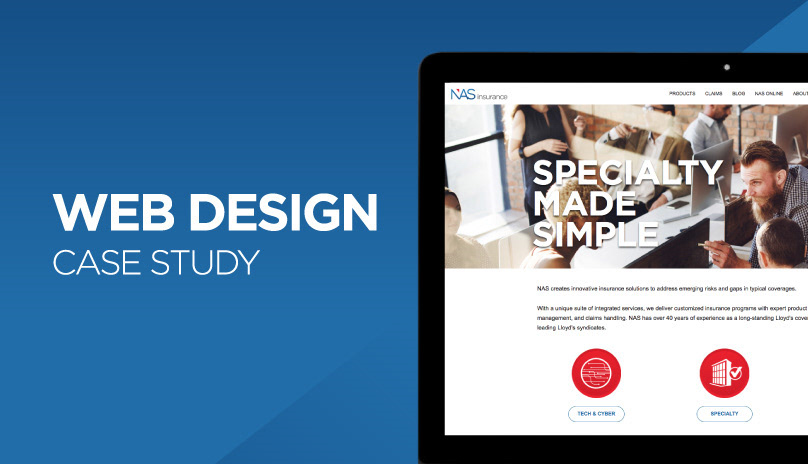 WEB DESIGN
CASE STUDY
NAS insurance
PRODUCTS CLAIMS BLOG NAS ONLINE ABOUT
SPECIALTY
MADE
SIMPLE
NAS creates innovative insurance solutions to address emerging risks and gaps in typical coverages.
With a unique suite of integrated services, we deliver customized insurance programs with expert product
management, and claims handling. NAS has over 40 years of experience as a long-standing Lloyd's cove
leading Lloyd's syndicates.
TECH & CYBER
SPECIALTY